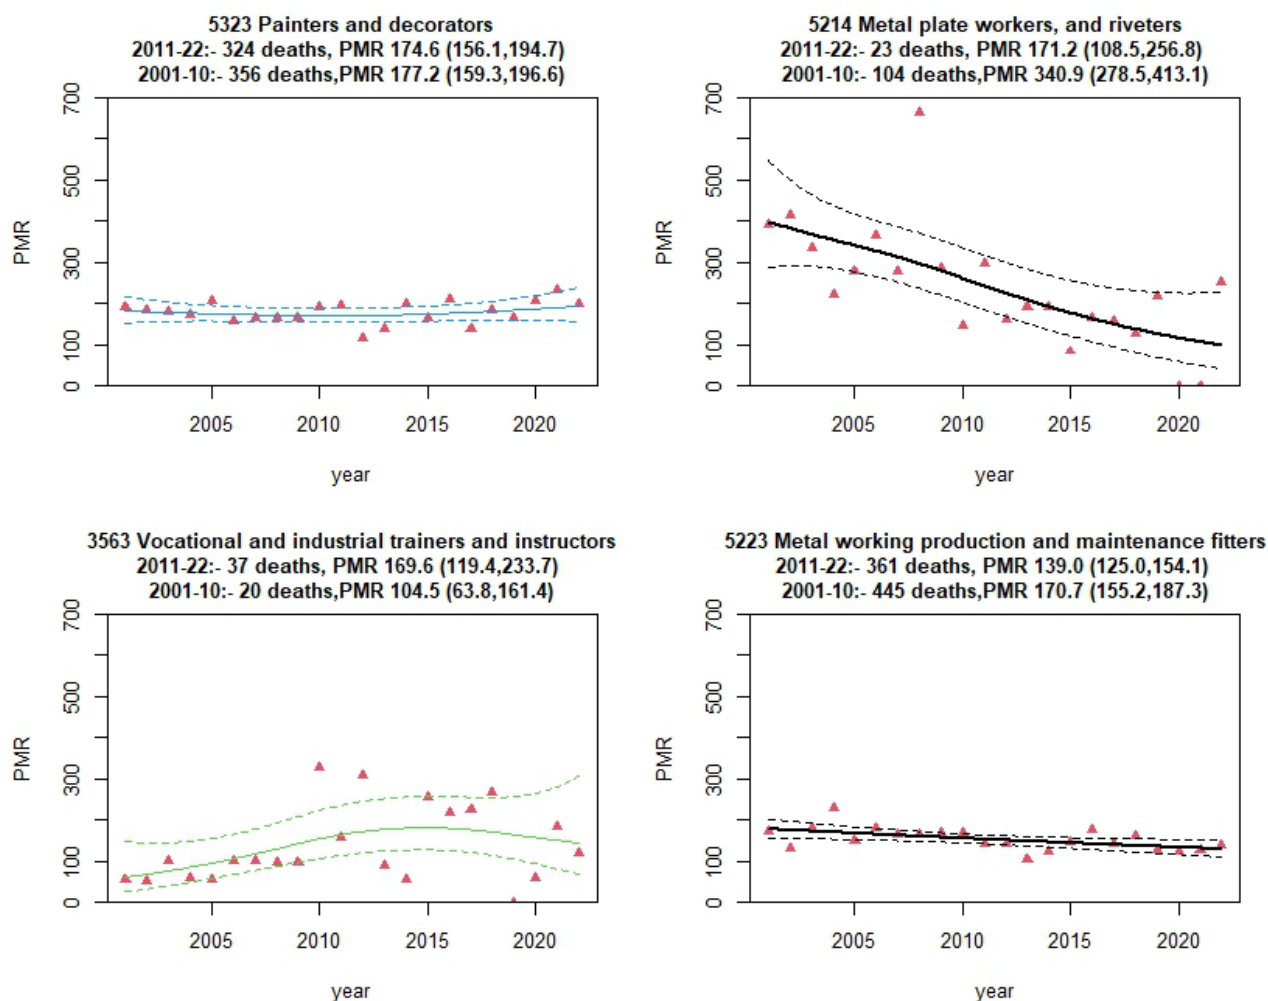 5323 Painters and decorators
2011-22:- 324 deaths, PMR 174.6 (156.1,194.7)
2001-10:- 356 deaths,PMR 177.2 (159.3,196.6)
700
500
300
100
0
PMR
2005
2010
2015
2020
year
5214 Metal plate workers, and riveters
2011-22:- 23 deaths, PMR 171.2 (108.5,256.8)
2001-10:- 104 deaths,PMR 340.9 (278.5,413.1)
700
500
300
100
0
PMR
2005
2010
2015
2020
year
3563 Vocational and industrial trainers and instructors
2011-22:- 37 deaths, PMR 169.6 (119.4,233.7)
2001-10:- 20 deaths,PMR 104.5 (63.8,161.4)
700
500
300
100
0
PMR
2005
2010
2015
2020
year
5223 Metal working production and maintenance fitters
2011-22:- 361 deaths, PMR 139.0 (125.0,154.1)
2001-10:- 445 deaths,PMR 170.7 (155.2,187.3)
700
500
300
100
0
PMR
2005
2010
2015
2020
year